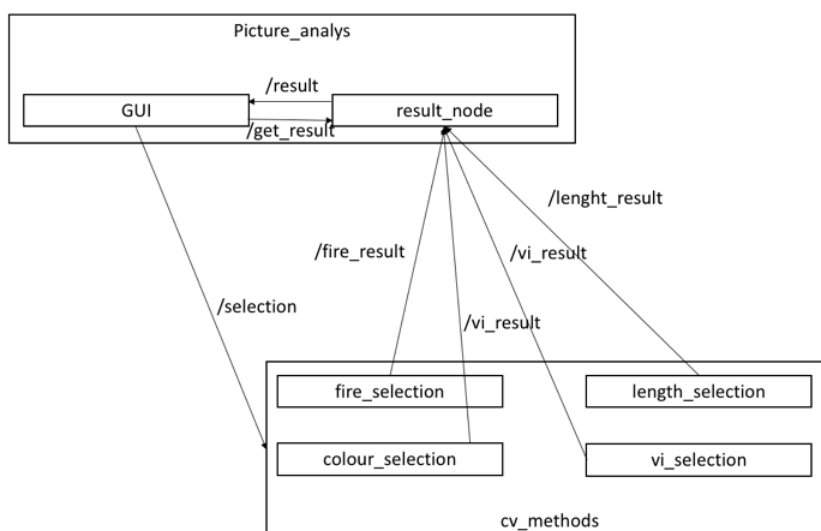 Picture_analys
/result
GUI
result_node
/get_result
/lenght_result
/fire_result
/vi_result
/selection
/vi_result
fire_selection
length_selection
colour_selection
vi_selection
cv_methods